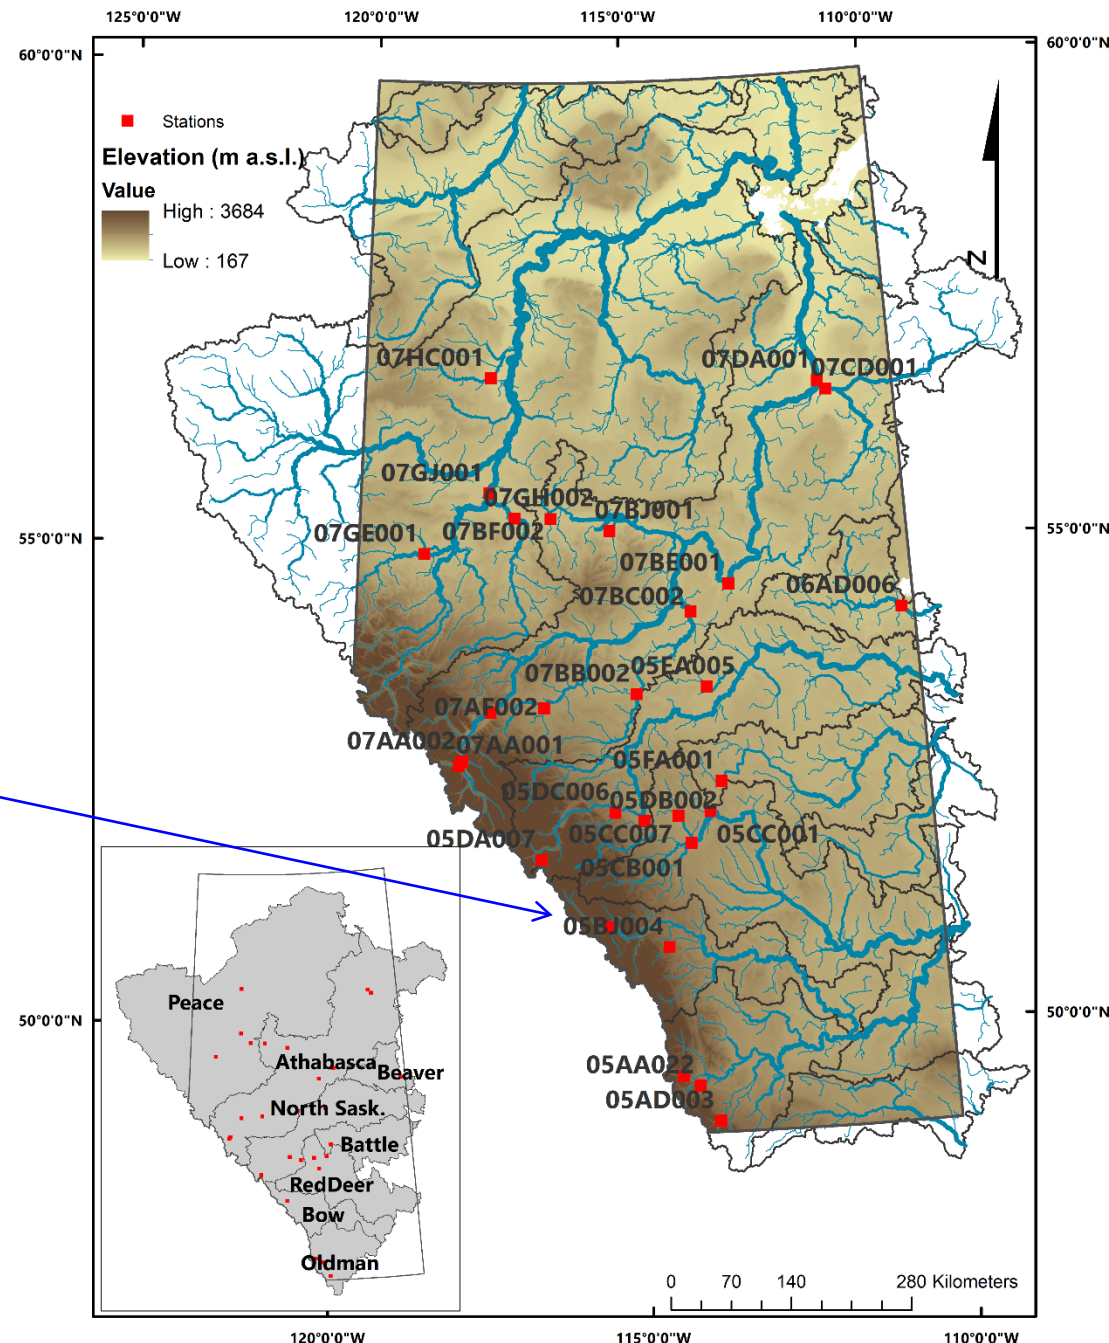 125°0'0"W
120°0'0"W
115°0'0"W
110°0'0"W
60°0'0"N
60°0'0"N
Stations
Elevation (m a.s.l.)
Value
High : 3684
Low : 167
N
07HC001
07DA001
07CD001
07GJ001
07GH002
07BJ001
07GE001
07BF002
55°0'0"N
55°0'0"N
07BE001
06AD006
07BC002
07BB002
05EA005
07AF002
07AA002
07AA001
05FA001
05DC006
05DB002
05DA007
05CC007
05CC001
05CB001
05BJ004
50°0'0"N
50°0'0"N
05AA022
05AD003
Peace
Athabasca
Beaver
North Sask.
Battle
RedDeer
Bow
Oldman
0 70 140 280 Kilometers
120°0'0"W
115°0'0"W
110°0'0"W